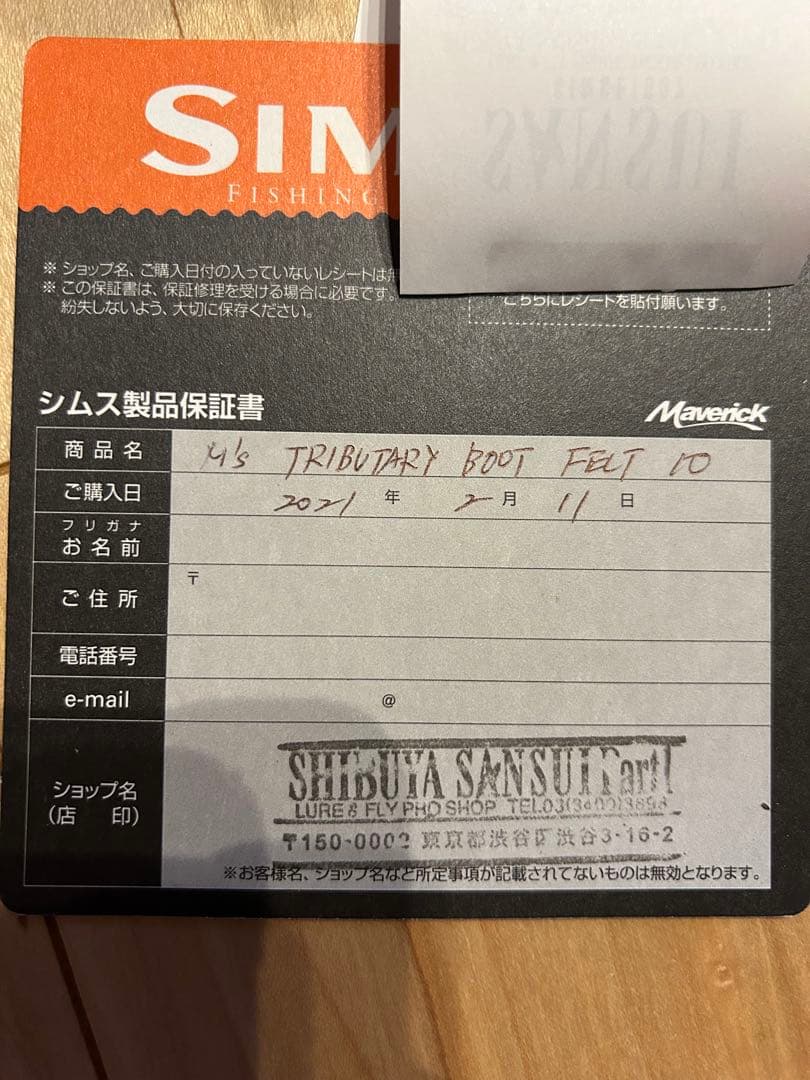 SIM
FISHING
※ ショップ名、ご購入日付の入っていないレシートは無
※ この保証書は、保証修理を受ける場合に必要です。
紛失しないよう、大切に保存ください。
こちらにレシートを貼付願います。
シムス製品保証書
Maverick
商品名 M's TRIBUTARY BOOT FELT 10
ご購入日 2021 年 2 月 11 日
フリガナ
お名前
ご住所 〒
電話番号
e-mail @
ショップ名
(店 印)
SHIBUYA SANSUI Part1
LURE & FLY PRO SHOP TEL.03(3400)3898
〒150-0002 東京都渋谷区渋谷3-16-2
※お客様名、ショップ名など所定事項が記載されてないものは無効となります。